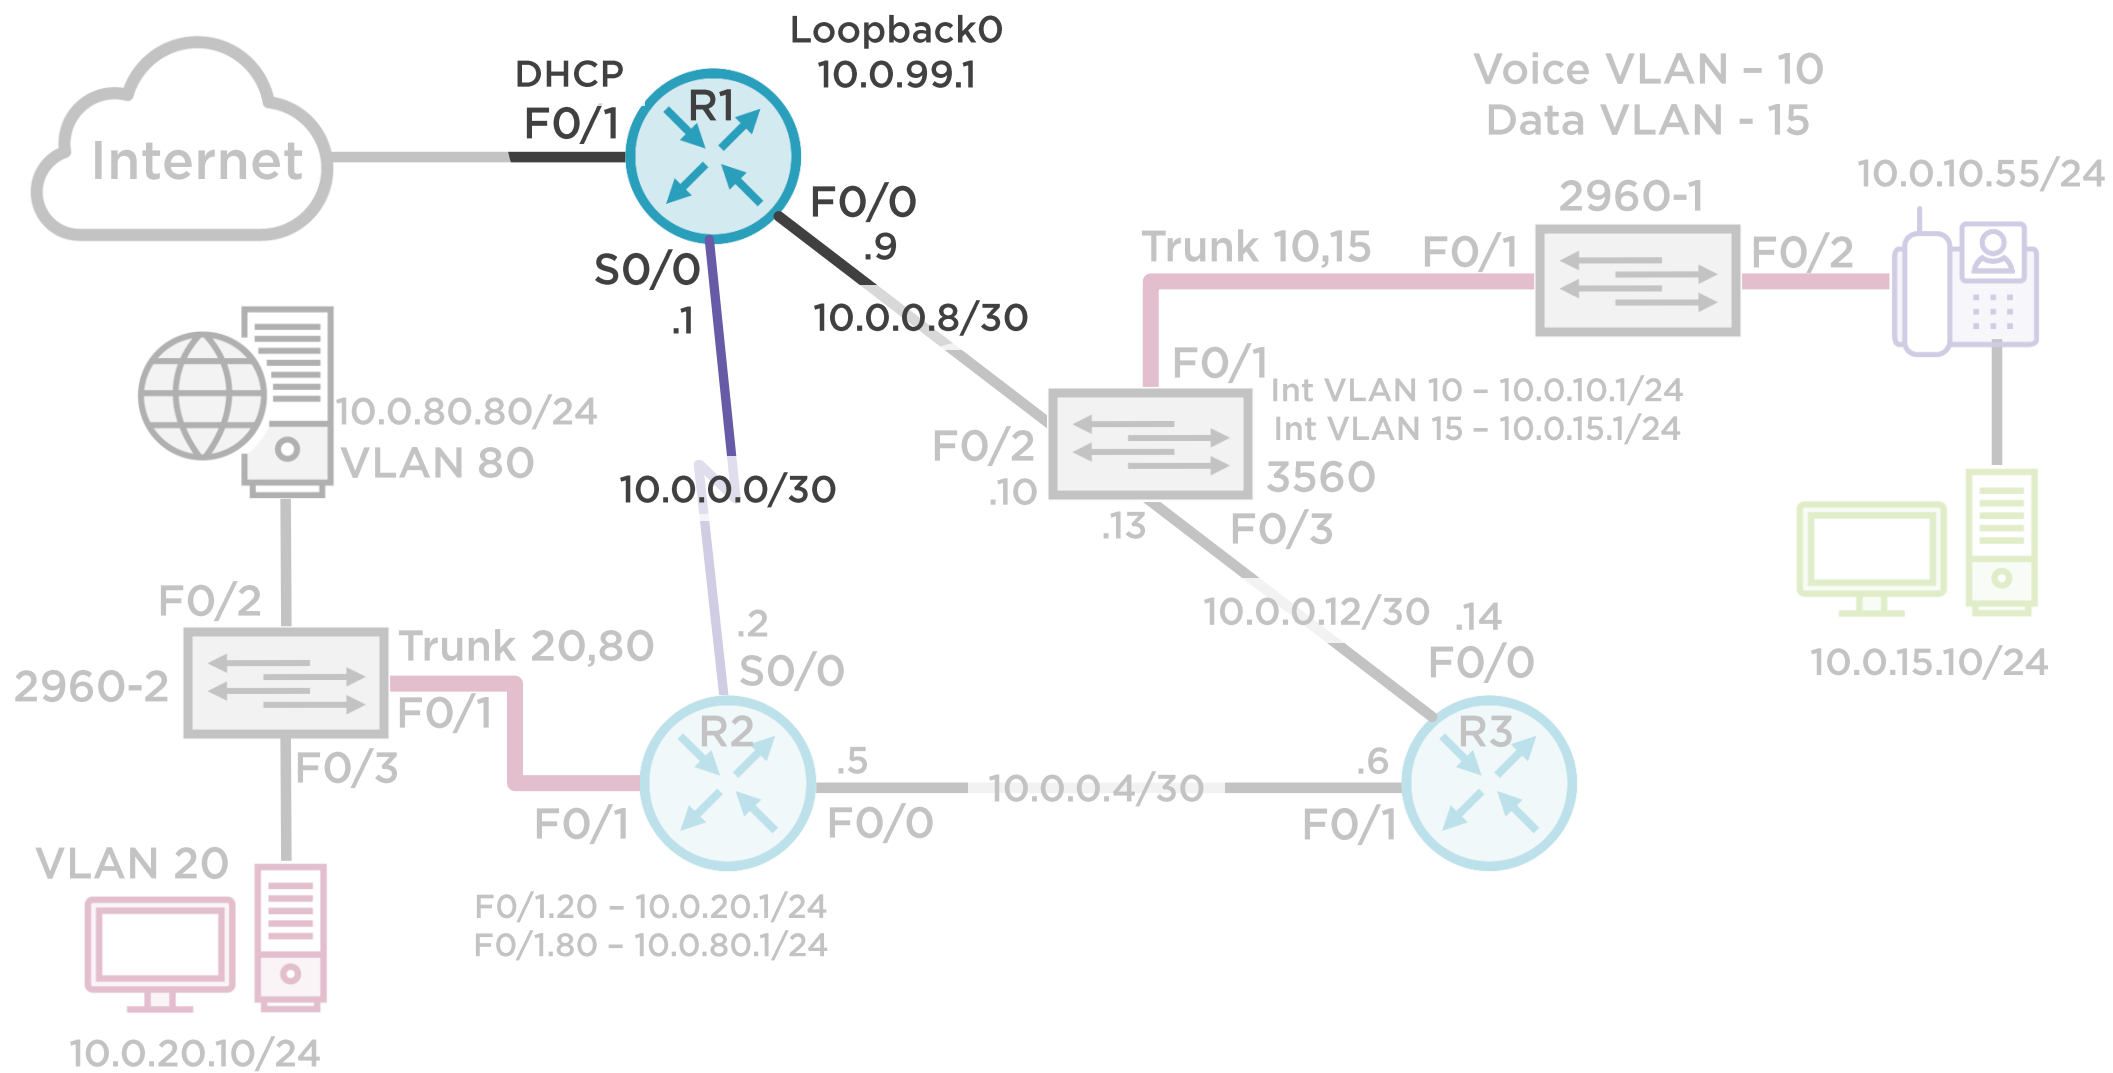 Loopback0
10.0.99.1
DHCP
F0/1
R1
Internet
F0/0
.9
S0/0
.1
10.0.0.8/30
10.0.0.0/30
Voice VLAN – 10
Data VLAN - 15
10.0.10.55/24
2960-1
Trunk 10,15
F0/1
F0/2
F0/1
Int VLAN 10 – 10.0.10.1/24
Int VLAN 15 – 10.0.15.1/24
F0/2
.10
3560
.13
F0/3
10.0.80.80/24
VLAN 80
F0/2
2960-2
Trunk 20,80
F0/1
F0/3
.2
S0/0
R2
.5
F0/0
F0/1
10.0.0.4/30
10.0.0.12/30
.14
F0/0
R3
.6
F0/1
10.0.15.10/24
VLAN 20
F0/1.20 – 10.0.20.1/24
F0/1.80 – 10.0.80.1/24
10.0.20.10/24